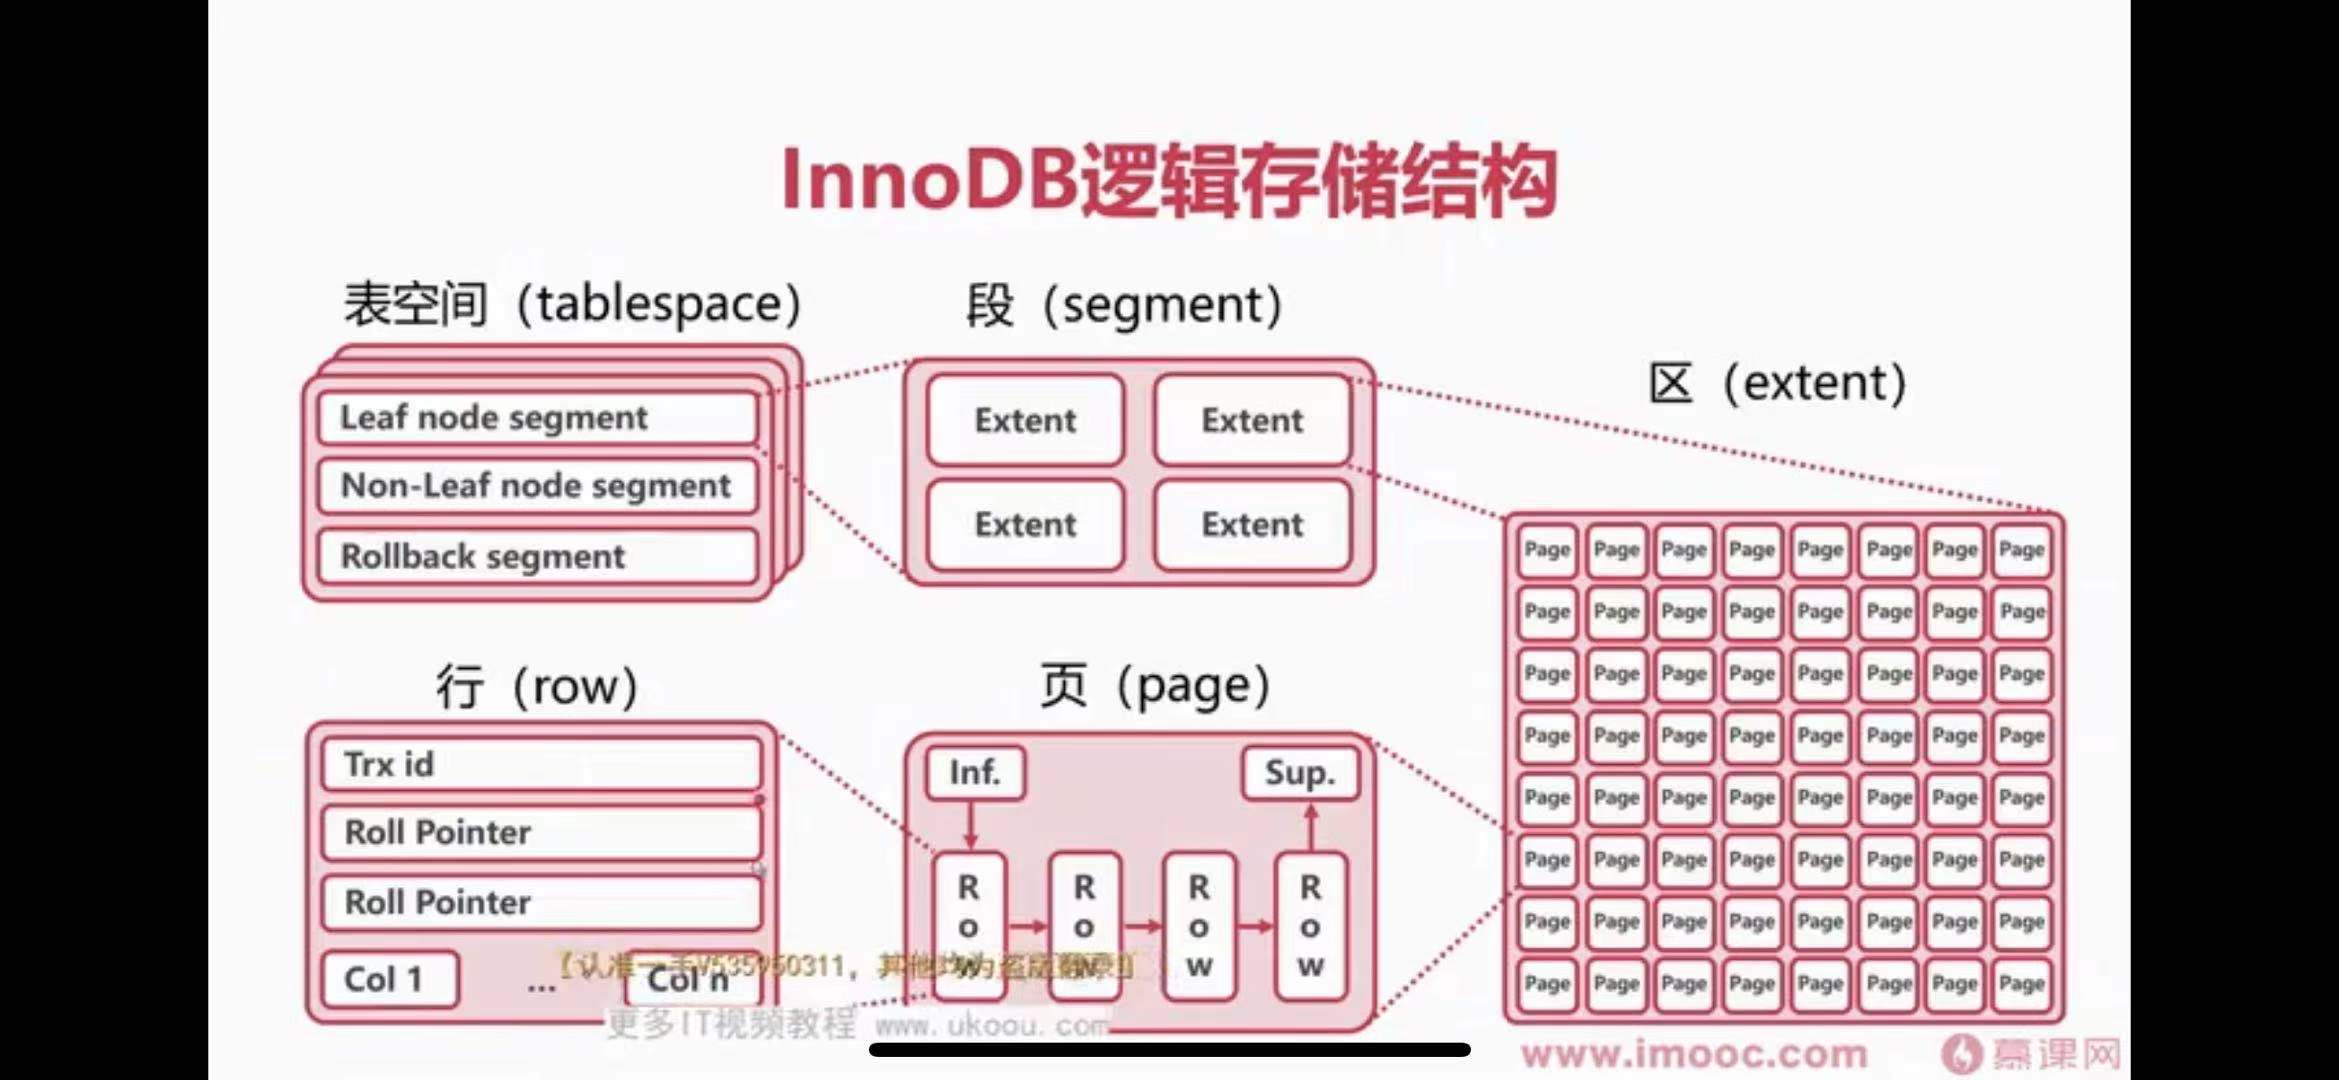 InnoDB逻辑存储结构
表空间（tablespace）
Leaf node segment
Non-Leaf node segment
Rollback segment
段（segment）
Extent Extent
Extent Extent
区（extent）
Page Page Page Page Page Page Page Page
Page Page Page Page Page Page Page Page
Page Page Page Page Page Page Page Page
Page Page Page Page Page Page Page Page
Page Page Page Page Page Page Page Page
Page Page Page Page Page Page Page Page
Page Page Page Page Page Page Page Page
Page Page Page Page Page Page Page Page
行（row）
Trx id
Roll Pointer
Roll Pointer
Col 1 ... Col n
页（page）
Inf. Sup.
Row Row Row Row
【认准一手V535950311，其他均为盗版翻录】
更多IT视频教程 www.ukoou.com
www.imooc.com 慕课网